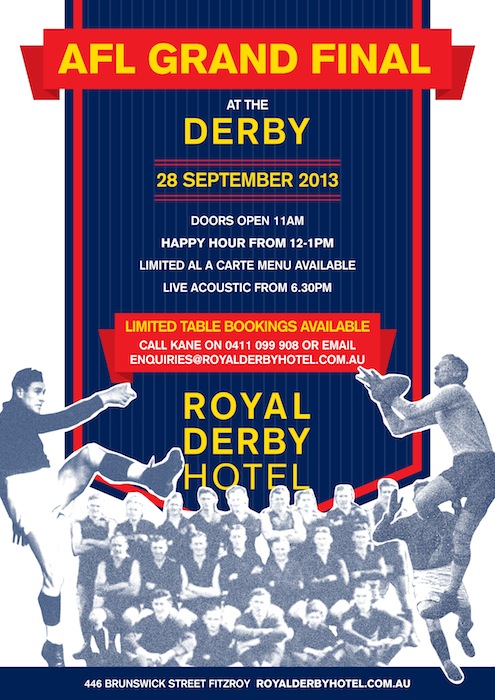 AFL GRAND FINAL
AT THE
DERBY
28 SEPTEMBER 2013
DOORS OPEN 11AM
HAPPY HOUR FROM 12-1PM
LIMITED AL A CARTE MENU AVAILABLE
LIVE ACOUSTIC FROM 6.30PM
LIMITED TABLE BOOKINGS AVAILABLE
CALL KANE ON 0411 099 908 OR EMAIL
ENQUIRIES@ROYALDERBYHOTEL.COM.AU
ROYAL
DERBY
HOTEL
446 BRUNSWICK STREET FITZROY ROYALDERBYHOTEL.COM.AU